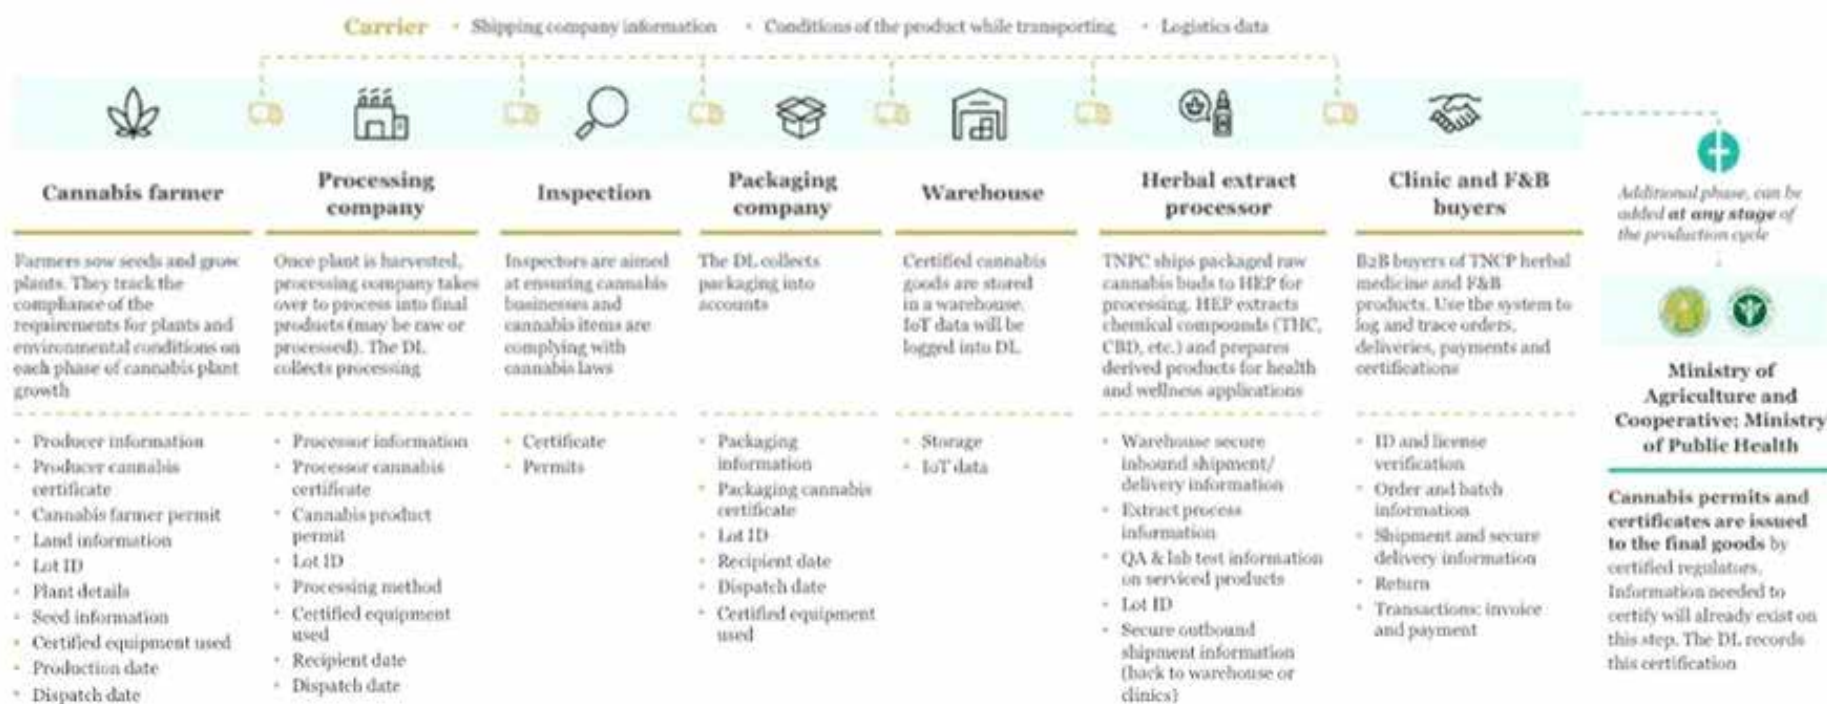 Carrier • Shipping company information • Conditions of the product while transporting • Logistics data
Cannabis farmer
Farmers sow seeds and grow
plants. They track the
compliance of the
requirements for plants and
environmental conditions on
each phase of cannabis plant
growth
• Producer information
• Producer cannabis
certificate
• Cannabis farmer permit
• Land information
• Lot ID
• Plant details
• Seed information
• Certified equipment used
• Production date
• Dispatch date
Processing
company
Once plant is harvested,
processing company takes
over to process into final
products (may be raw or
processed). The DL
collects processing
• Processor information
• Processor cannabis
certificate
• Cannabis product
permit
• Lot ID
• Processing method
• Certified equipment
used
• Recipient date
• Dispatch date
Inspection
Inspectors are aimed
at ensuring cannabis
businesses and
cannabis items are
complying with
cannabis laws
• Certificate
• Permits
Packaging
company
The DL collects
packaging into
accounts
• Packaging
information
• Packaging cannabis
certificate
• Lot ID
• Recipient date
• Dispatch date
• Certified equipment
used
Warehouse
Certified cannabis
goods are stored
in a warehouse.
IoT data will be
logged into DL
• Storage
• IoT data
Herbal extract
processor
TNPC ships packaged raw
cannabis buds to HEP for
processing. HEP extracts
chemical compounds (THC,
CBD, etc.) and prepares
derived products for health
and wellness applications
• Warehouse secure
inbound shipment/
delivery information
• Extract process
information
• QA & lab test information
on serviced products
• Lot ID
• Secure outbound
shipment information
(back to warehouse or
clinics)
Clinic and F&B
buyers
B2B buyers of TNCP herbal
medicine and F&B
products. Use the system to
log and trace orders,
deliveries, payments and
certifications
• ID and license
verification
• Order and batch
information
• Shipment and secure
delivery information
• Return
• Transactions: invoice
and payment
Additional phase, can be
added at any stage of
the production cycle
Ministry of
Agriculture and
Cooperative; Ministry
of Public Health
Cannabis permits and
certificates are issued
to the final goods by
certified regulators.
Information needed to
certify will already exist on
this step. The DL records
this certification